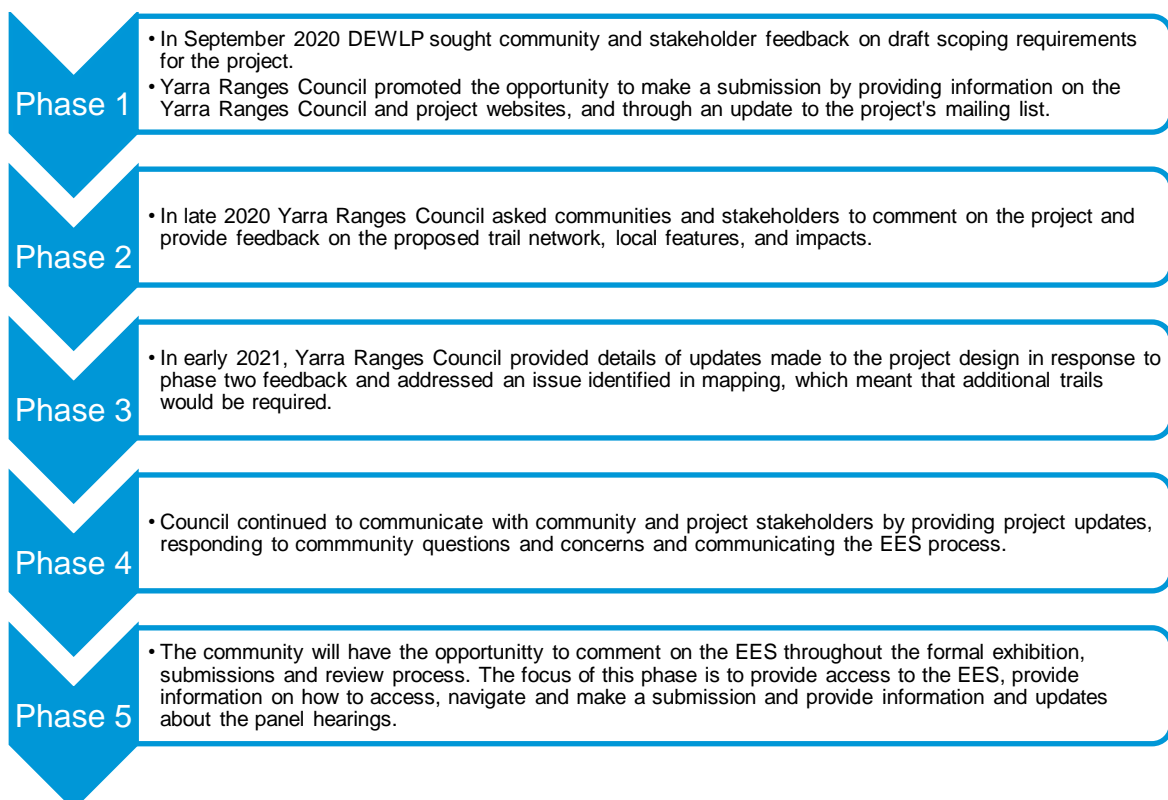 Phase 1
• In September 2020 DEWLP sought community and stakeholder feedback on draft scoping requirements
for the project.
• Yarra Ranges Council promoted the opportunity to make a submission by providing information on the
Yarra Ranges Council and project websites, and through an update to the project's mailing list.
Phase 2
• In late 2020 Yarra Ranges Council asked communities and stakeholders to comment on the project and
provide feedback on the proposed trail network, local features, and impacts.
Phase 3
• In early 2021, Yarra Ranges Council provided details of updates made to the project design in response to
phase two feedback and addressed an issue identified in mapping, which meant that additional trails
would be required.
Phase 4
• Council continued to communicate with community and project stakeholders by providing project updates,
responding to commmunity questions and concerns and communicating the EES process.
Phase 5
• The community will have the opportunitty to comment on the EES throughout the formal exhibition,
submissions and review process. The focus of this phase is to provide access to the EES, provide
information on how to access, navigate and make a submission and provide information and updates
about the panel hearings.